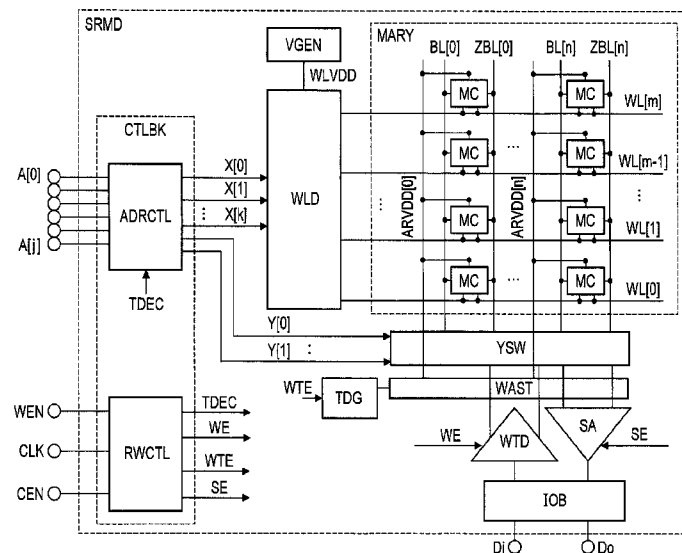 SRMD
VGEN
WLVDD
MARY
BL[0] ZBL[0] BL[n] ZBL[n]
MC MC WL[m]
MC ... MC WL[m-1]
ARVDD[0] ARVDD[n]
⋮ ⋮
MC MC WL[1]
MC ... MC WL[0]
CTLBK
A[0]
A[j]
ADRCTL
TDEC
X[0]
X[1]
⋮
X[k]
WLD
Y[0]
Y[1] :
YSW
WTE
TDG
WAST
WEN
CLK
CEN
RWCTL
TDEC
WE
WTE
SE
WE
WTD
SA
SE
IOB
Di Do